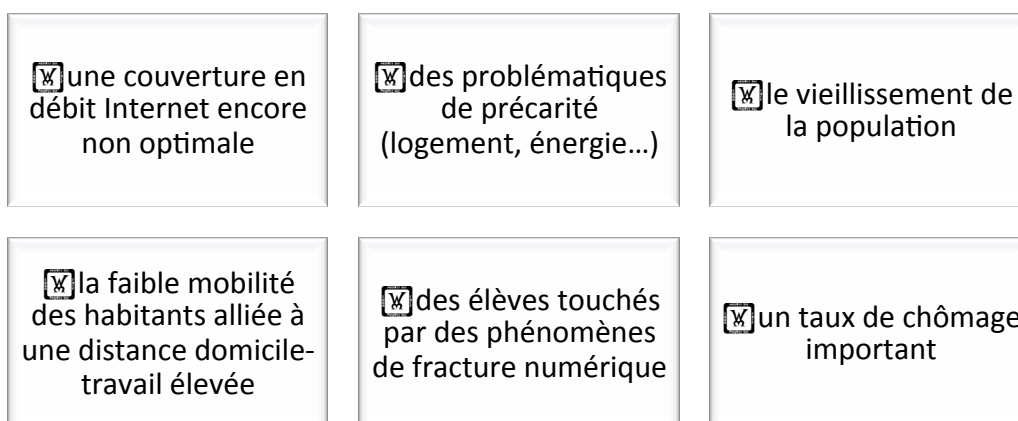 une couverture en
débit Internet encore
non optimale
des problématiques
de précarité
(logement, énergie...)
le vieillissement de
la population
la faible mobilité
des habitants alliée à
une distance domicile-
travail élevée
des élèves touchés
par des phénomènes
de fracture numérique
un taux de chômage
important